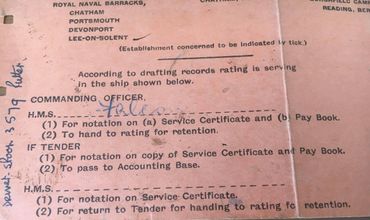 ROYAL NAVAL BARRACKS,
CHATHAM
PORTSMOUTH
DEVONPORT
LEE-ON-SOLENT
READING, BER
(Establishment concerned to be indicated by tick.)
According to drafting records rating is serving
in the ship shown below.
COMMANDING OFFICER,
H.M.S.
(1) For notation on (a) Service Certificate and (b) Pay Book.
(2) To hand to rating for retention.
IF TENDER
(1) For notation on copy of Service Certificate and Pay Book.
(2) To pass to Accounting Base.
H.M.S.
(1) For notation on Service Certificate.
(2) For return to Tender for handing to rating for retention.
3579